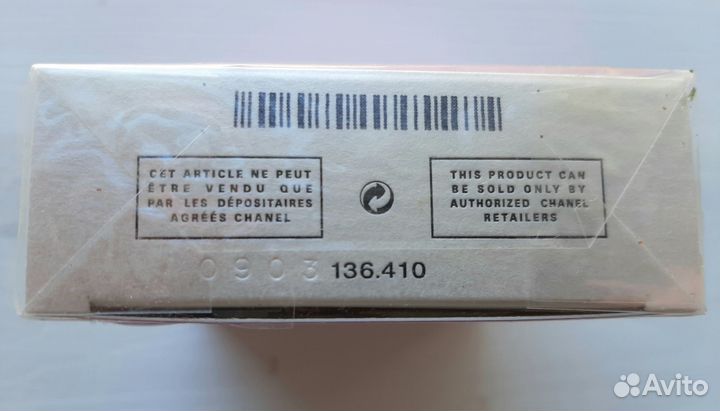 CET ARTICLE NE PEUT
ÊTRE VENDU QUE
PAR LES DÉPOSITAIRES
AGRÉÉS CHANEL
THIS PRODUCT CAN
BE SOLD ONLY BY
AUTHORIZED CHANEL
RETAILERS
0903 136.410
Avito